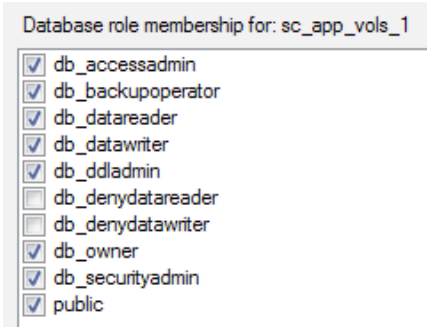 Database role membership for: sc_app_vols_1
db_accessadmin
db_backupoperator
db_datareader
db_datawriter
db_ddladmin
db_denydatareader
db_denydatawriter
db_owner
db_securityadmin
public